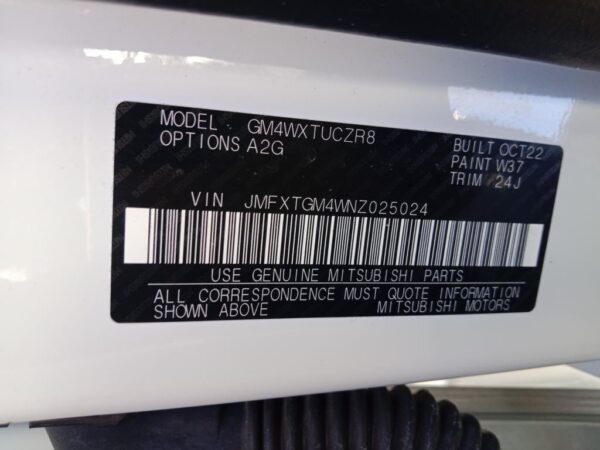 MODEL GM4WXTUCZR8
OPTIONS A2G BUILT OCT22
PAINT W37
TRIM 24J
VIN JMFXTGM4WNZ025024
USE GENUINE MITSUBISHI PARTS
ALL CORRESPONDENCE MUST QUOTE INFORMATION
SHOWN ABOVE MITSUBISHI MOTORS